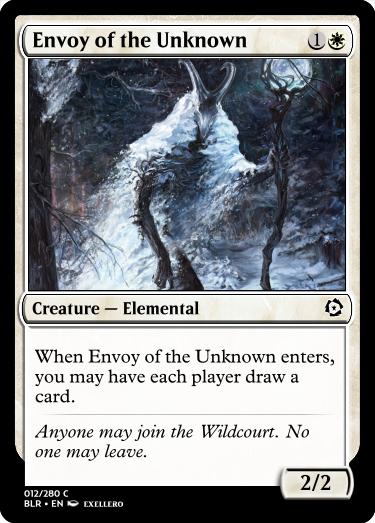 Envoy of the Unknown 1
Creature — Elemental
When Envoy of the Unknown enters,
you may have each player draw a
card.
Anyone may join the Wildcourt. No
one may leave.
2/2
012/280 C
BLR • EN EXELLERO